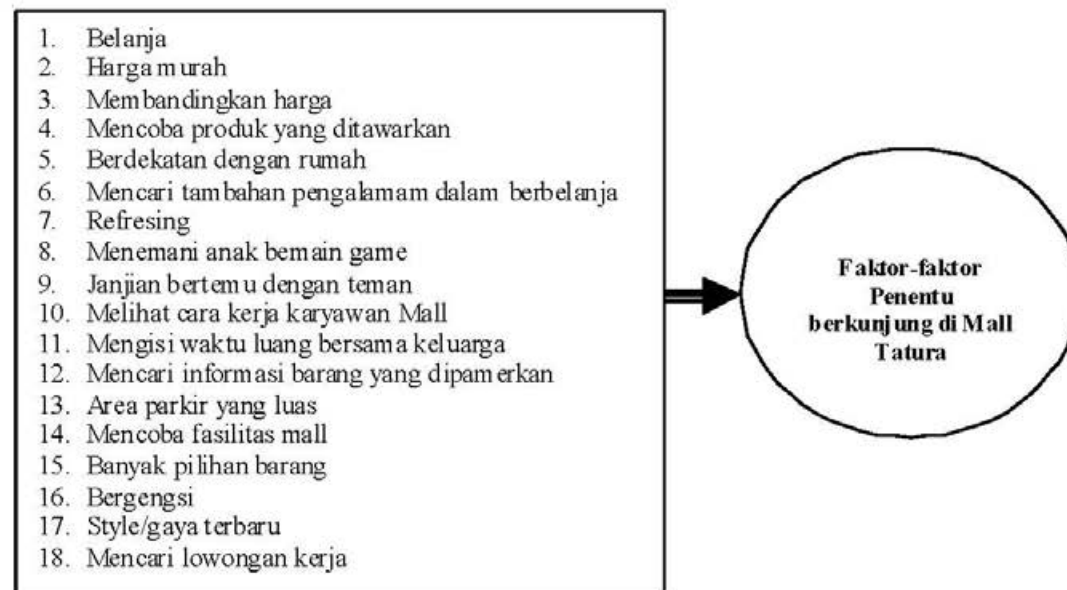 1. Belanja
2. Harga murah
3. Membandingkan harga
4. Mencoba produk yang ditawarkan
5. Berdekatan dengan rumah
6. Mencari tambahan pengalamam dalam berbelanja
7. Refresing
8. Menemani anak bemain game
9. Janjian bertemu dengan teman
10. Melihat cara kerja karyawan Mall
11. Mengisi waktu luang bersama keluarga
12. Mencari informasi barang yang dipamerkan
13. Area parkir yang luas
14. Mencoba fasilitas mall
15. Banyak pilihan barang
16. Bergengsi
17. Style/gaya terbaru
18. Mencari lowongan kerja
Faktor-faktor
Penentu
berkunjung di Mall
Tatura